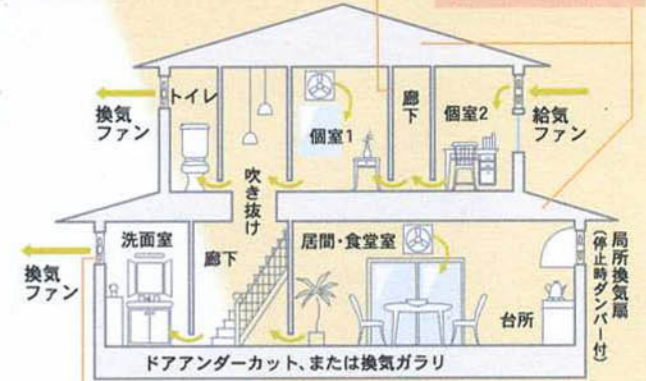 トイレ
換気
ファン
個室1
廊下
個室2
給気
ファン
吹き抜け
洗面室
換気
ファン
廊下
居間・食堂室
台所
局所換気扇
(停止時ダンパー付)
ドアアンダーカット、または換気ガラリ